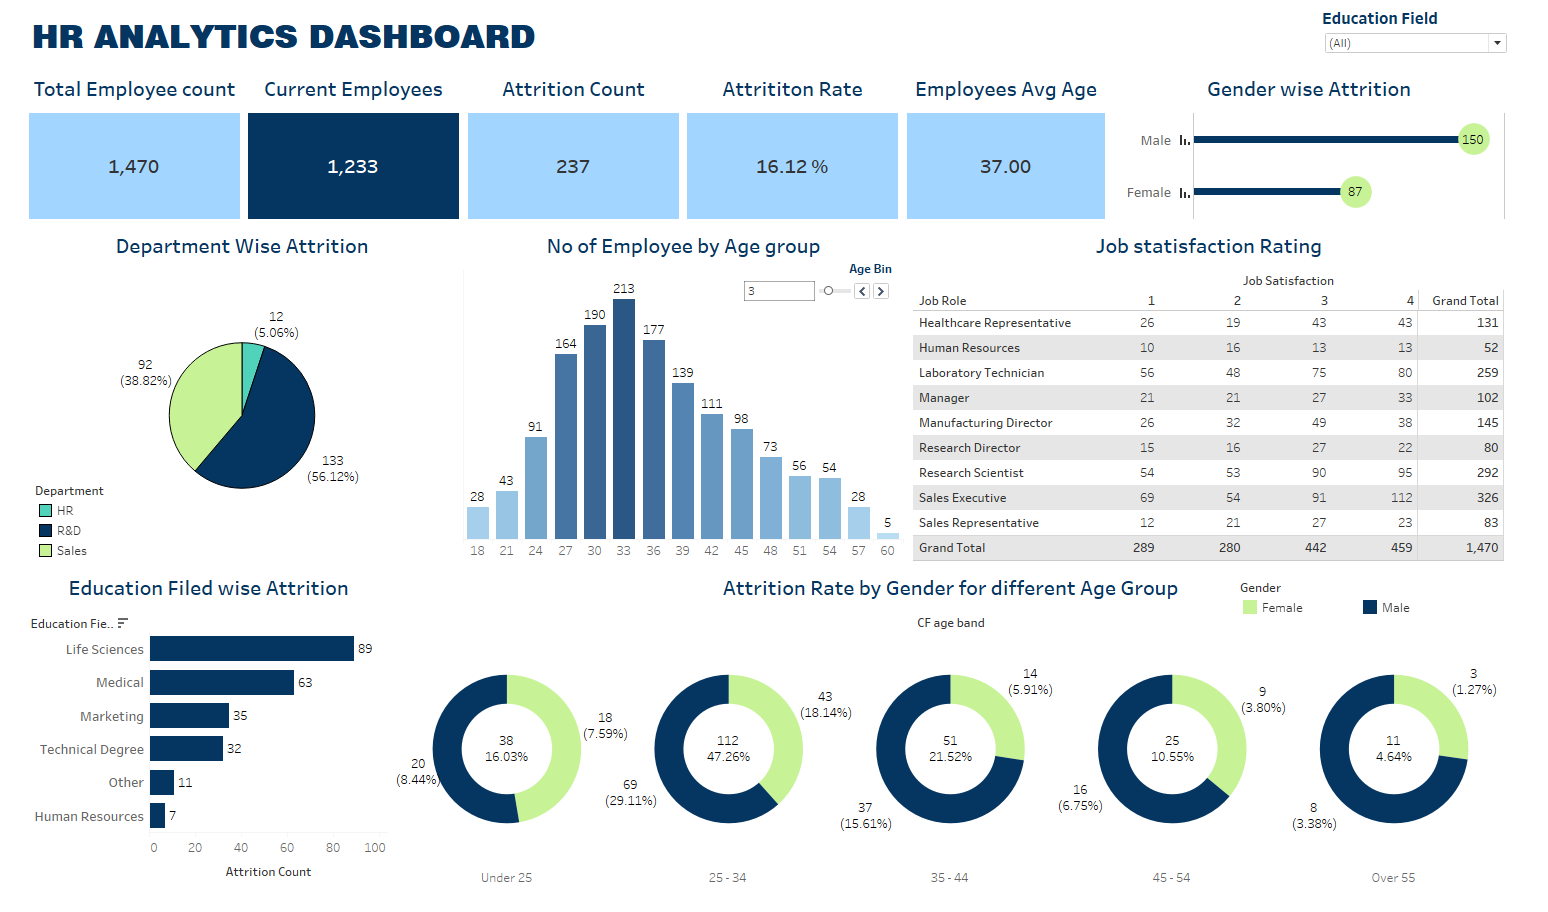 HR ANALYTICS DASHBOARD
Education Field
(All)
Total Employee count
1,470
Current Employees
1,233
Attrition Count
237
Attrititon Rate
16.12 %
Employees Avg Age
37.00
Gender wise Attrition
Male 150
Female 87
Department Wise Attrition
12
(5.06%)
92
(38.82%)
133
(56.12%)
Department
HR
R&D
Sales
No of Employee by Age group
Age Bin
3
28 43 91 164 190 213 177 139 111 98 73 56 54 28 5
18 21 24 27 30 33 36 39 42 45 48 51 54 57 60
Job statisfaction Rating
Job Satisfaction
Job Role 1 2 3 4 Grand Total
Healthcare Representative 26 19 43 43 131
Human Resources 10 16 13 13 52
Laboratory Technician 56 48 75 80 259
Manager 21 21 27 33 102
Manufacturing Director 26 32 49 38 145
Research Director 15 16 27 22 80
Research Scientist 54 53 90 95 292
Sales Executive 69 54 91 112 326
Sales Representative 12 21 27 23 83
Grand Total 289 280 442 459 1,470
Education Filed wise Attrition
Education Fie..
Life Sciences 89
Medical 63
Marketing 35
Technical Degree 32
Other 11
Human Resources 7
0 20 40 60 80 100
Attrition Count
Attrition Rate by Gender for different Age Group
Gender
Female Male
CF age band
38
16.03%
18
(7.59%)
20
(8.44%)
Under 25
112
47.26%
43
(18.14%)
69
(29.11%)
25 - 34
51
21.52%
14
(5.91%)
37
(15.61%)
35 - 44
25
10.55%
9
(3.80%)
16
(6.75%)
45 - 54
11
4.64%
3
(1.27%)
8
(3.38%)
Over 55